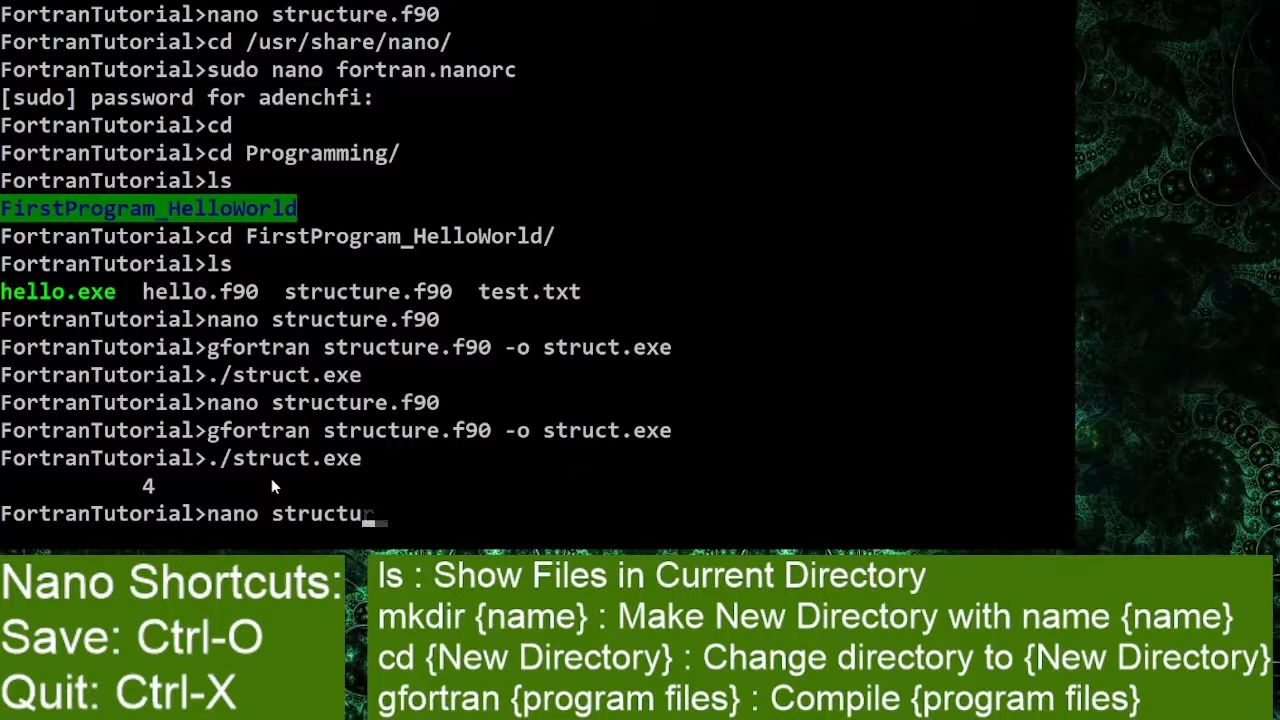 FortranTutorial>nano structure.f90
FortranTutorial>cd /usr/share/nano/
FortranTutorial>sudo nano fortran.nanorc
[sudo] password for adenchfi:
FortranTutorial>cd
FortranTutorial>cd Programming/
FortranTutorial>ls
FirstProgram_HelloWorld
FortranTutorial>cd FirstProgram_HelloWorld/
FortranTutorial>ls
hello.exe  hello.f90  structure.f90  test.txt
FortranTutorial>nano structure.f90
FortranTutorial>gfortran structure.f90 -o struct.exe
FortranTutorial>./struct.exe
FortranTutorial>nano structure.f90
FortranTutorial>gfortran structure.f90 -o struct.exe
FortranTutorial>./struct.exe
4
FortranTutorial>nano structur
Nano Shortcuts:
Save: Ctrl-O
Quit: Ctrl-X
ls : Show Files in Current Directory
mkdir {name} : Make New Directory with name {name}
cd {New Directory} : Change directory to {New Directory}
gfortran {program files} : Compile {program files}